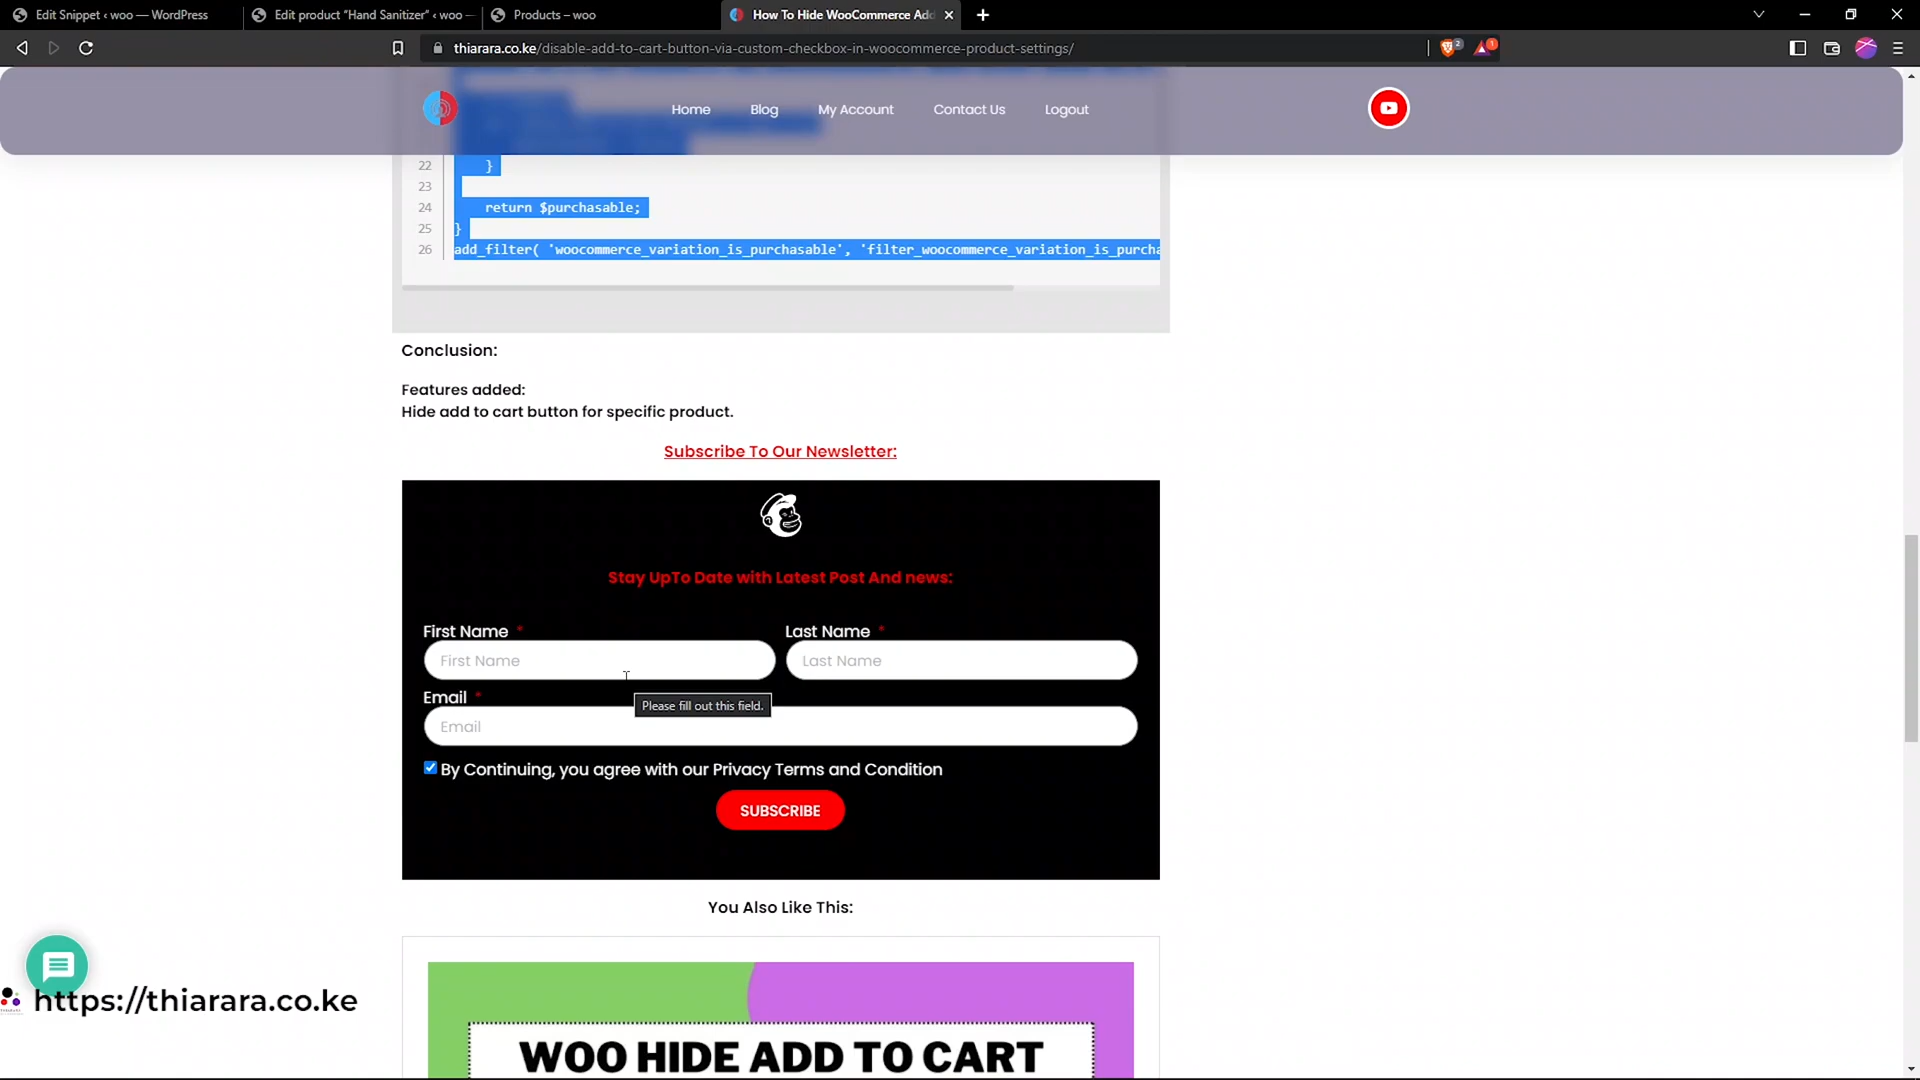 Edit Snippet ‹ woo — WordPress
Edit product “Hand Sanitizer” ‹ woo —
Products – woo
How To Hide WooCommerce Add
thiarara.co.ke/disable-add-to-cart-button-via-custom-checkbox-in-woocommerce-product-settings/
2
1
Home
Blog
My Account
Contact Us
Logout
22 }
23
24 return $purchasable;
25 }
26 add_filter( 'woocommerce_variation_is_purchasable', 'filter_woocommerce_variation_is_purcha
Conclusion:
Features added:
Hide add to cart button for specific product.
Subscribe To Our Newsletter:
Stay UpTo Date with Latest Post And news:
First Name *
Last Name *
First Name
Last Name
Email *
Please fill out this field.
Email
By Continuing, you agree with our Privacy Terms and Condition
SUBSCRIBE
You Also Like This:
https://thiarara.co.ke
WOO HIDE ADD TO CART